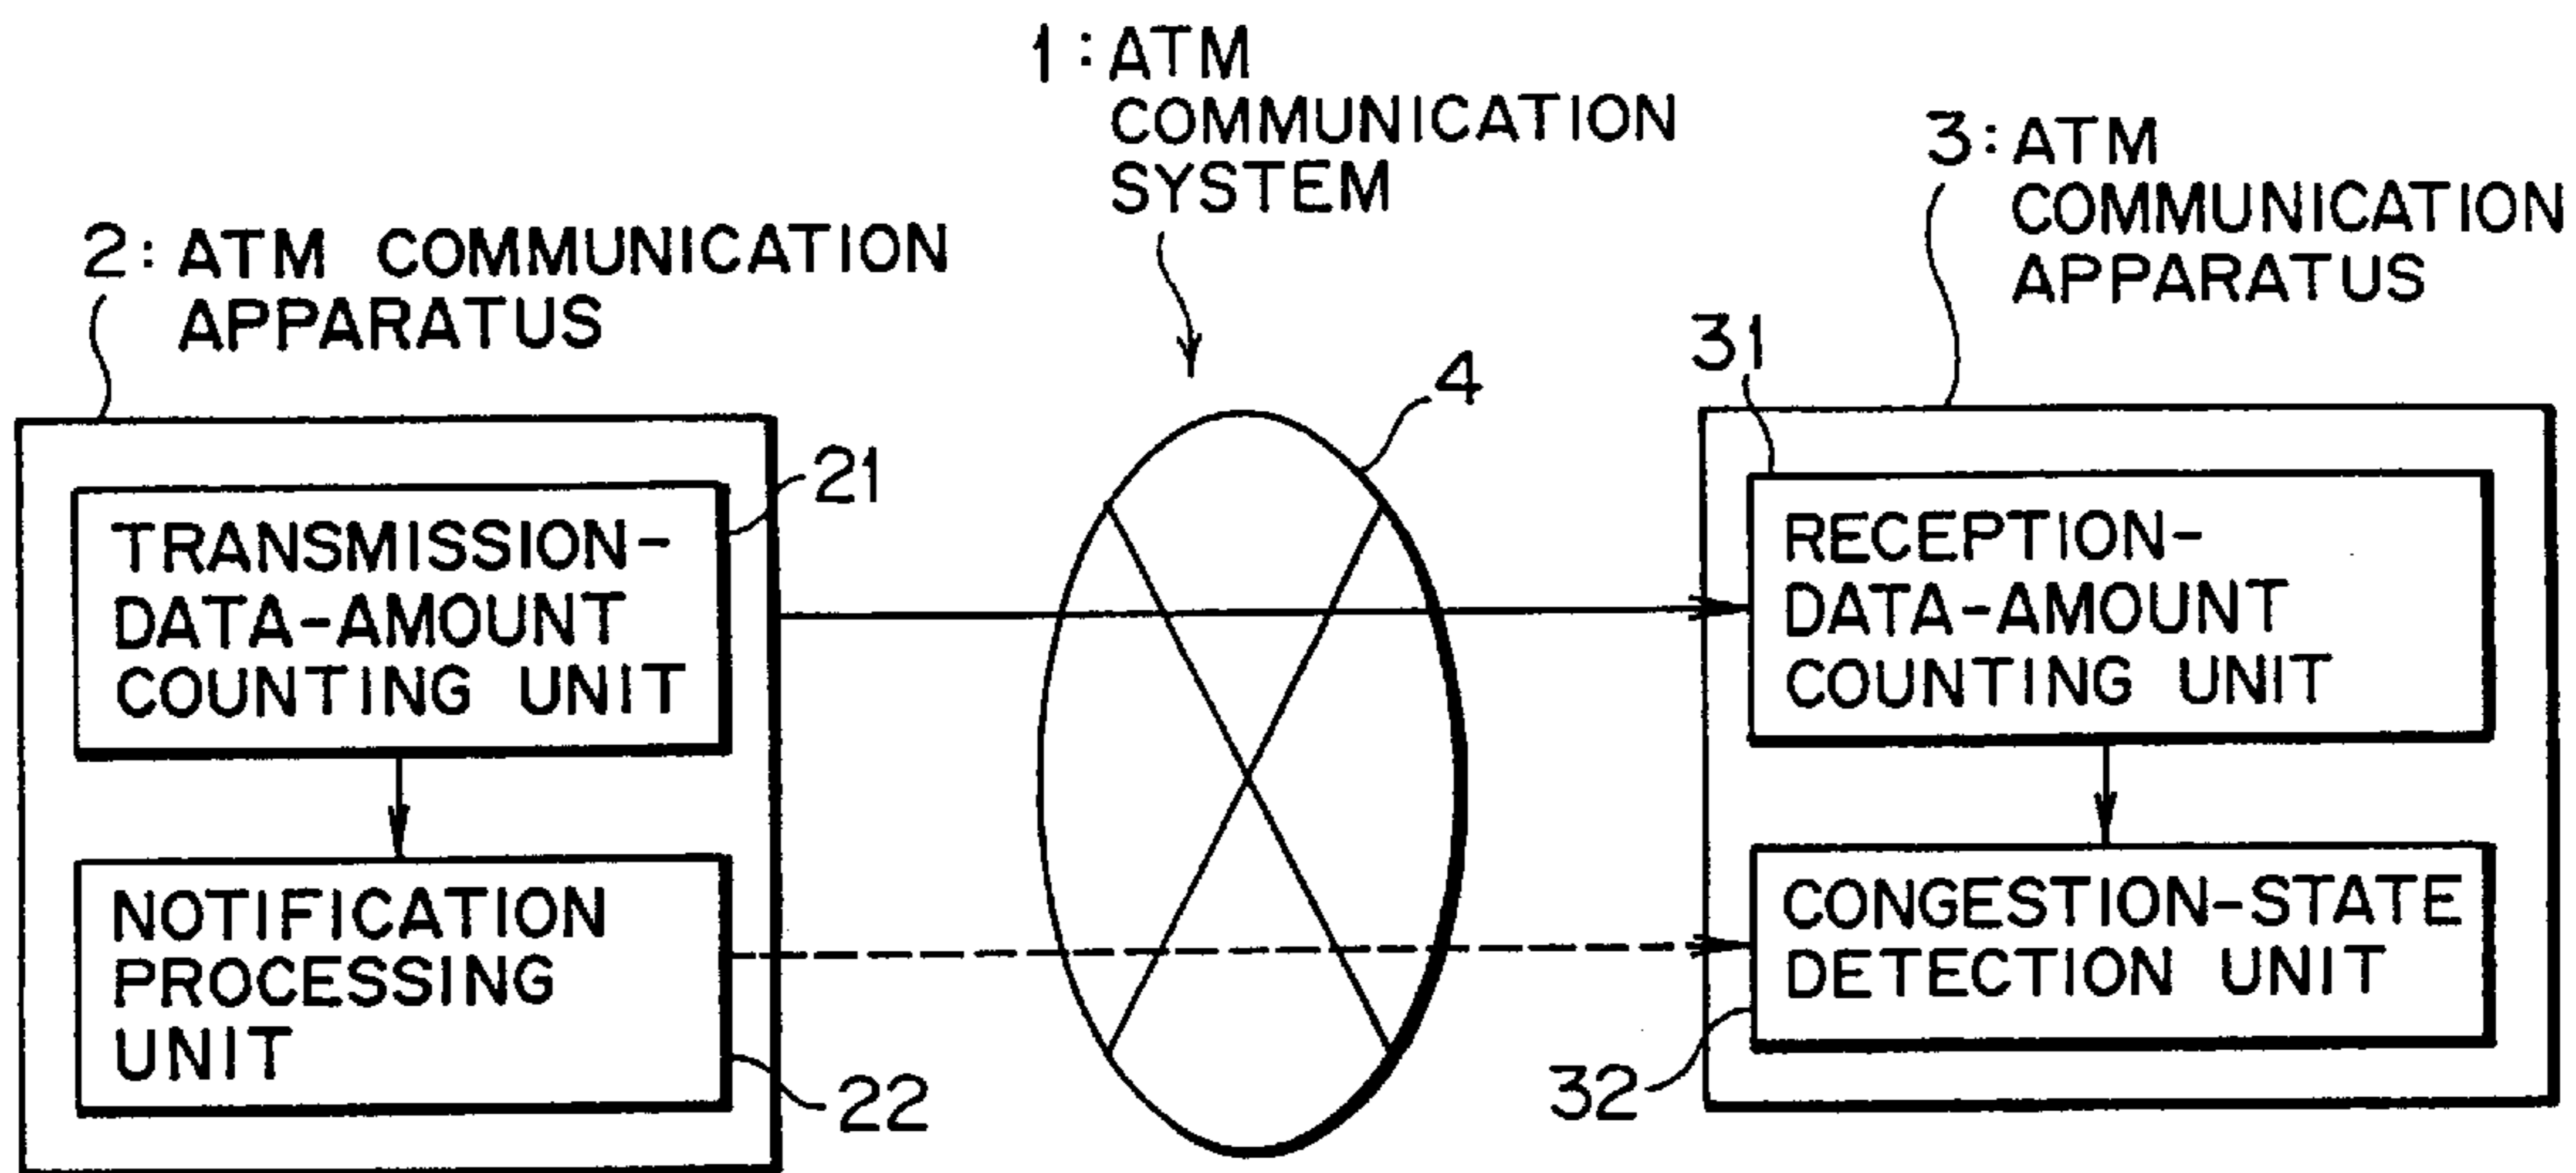 1: ATM
COMMUNICATION
SYSTEM
3: ATM
COMMUNICATION
APPARATUS
2: ATM COMMUNICATION
APPARATUS
31
4
21
TRANSMISSION-
DATA-AMOUNT
COUNTING UNIT
RECEPTION-
DATA-AMOUNT
COUNTING UNIT
NOTIFICATION
PROCESSING
UNIT
CONGESTION-STATE
DETECTION UNIT
22
32